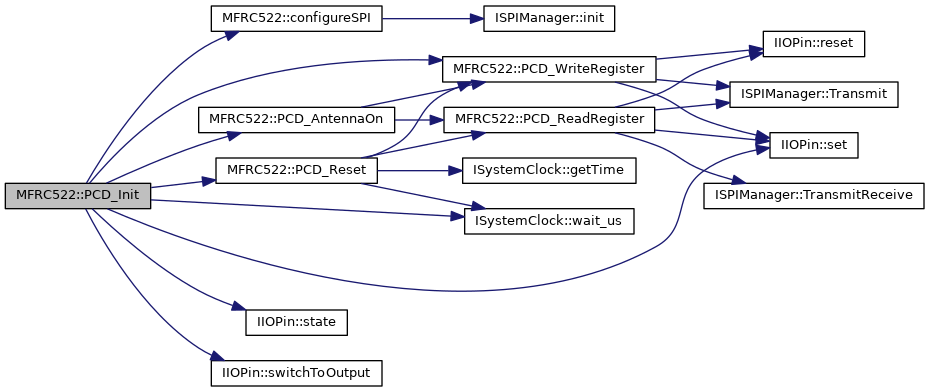 MFRC522::configureSPI
ISPIManager::init
IIOPin::reset
MFRC522::PCD_WriteRegister
ISPIManager::Transmit
MFRC522::PCD_AntennaOn
MFRC522::PCD_ReadRegister
IIOPin::set
MFRC522::PCD_Reset
ISystemClock::getTime
MFRC522::PCD_Init
ISPIManager::TransmitReceive
ISystemClock::wait_us
IIOPin::state
IIOPin::switchToOutput